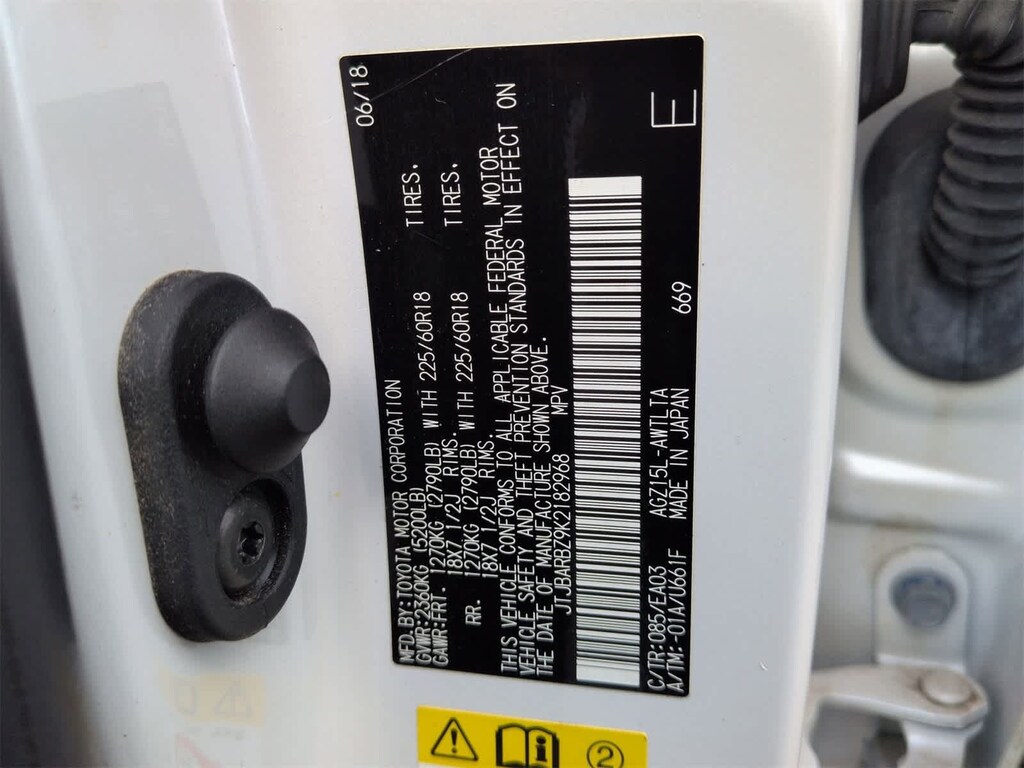 MFD.BY:TOYOTA MOTOR CORPORATION 06/18
GVWR:2360KG (5200LB)
GAWR-FRT. 1270KG (2790LB) WITH 225/60R18 TIRES.
18X7 1/2J RIMS.
RR. 1270KG (2790LB) WITH 225/60R18 TIRES.
18X7 1/2J RIMS.
THIS VEHICLE CONFORMS TO ALL APPLICABLE FEDERAL MOTOR
VEHICLE SAFETY AND THEFT PREVENTION STANDARDS IN EFFECT ON
THE DATE OF MANUFACTURE SHOWN ABOVE.
JTJBARBZ9K2182968 MPV
C/TR:085/EA03 AGZ15L-AWTLTA E
A/TM:-01A/U661F MADE IN JAPAN 669
2